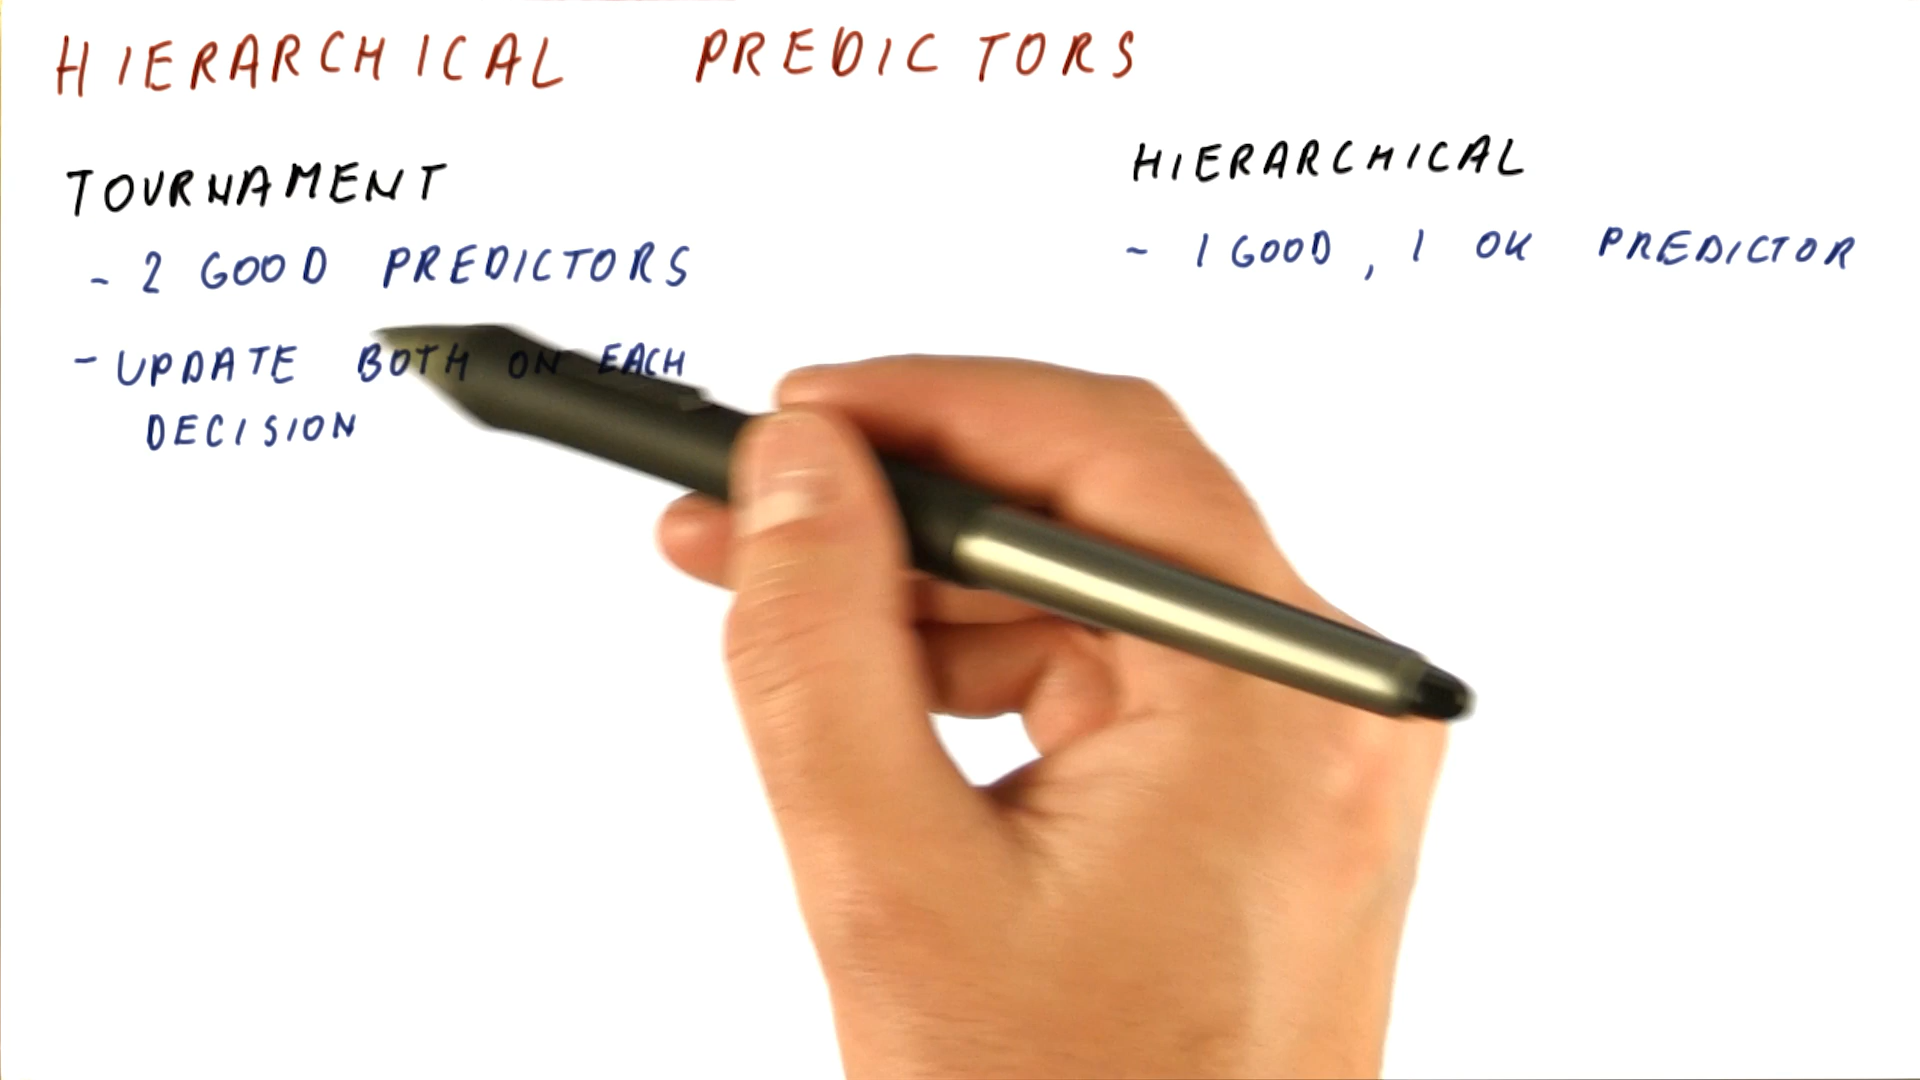 HIERARCHICAL PREDICTORS
TOURNAMENT
- 2 GOOD PREDICTORS
- UPDATE BOTH ON EACH
DECISION
HIERARCHICAL
- 1 GOOD, 1 OK PREDICTOR